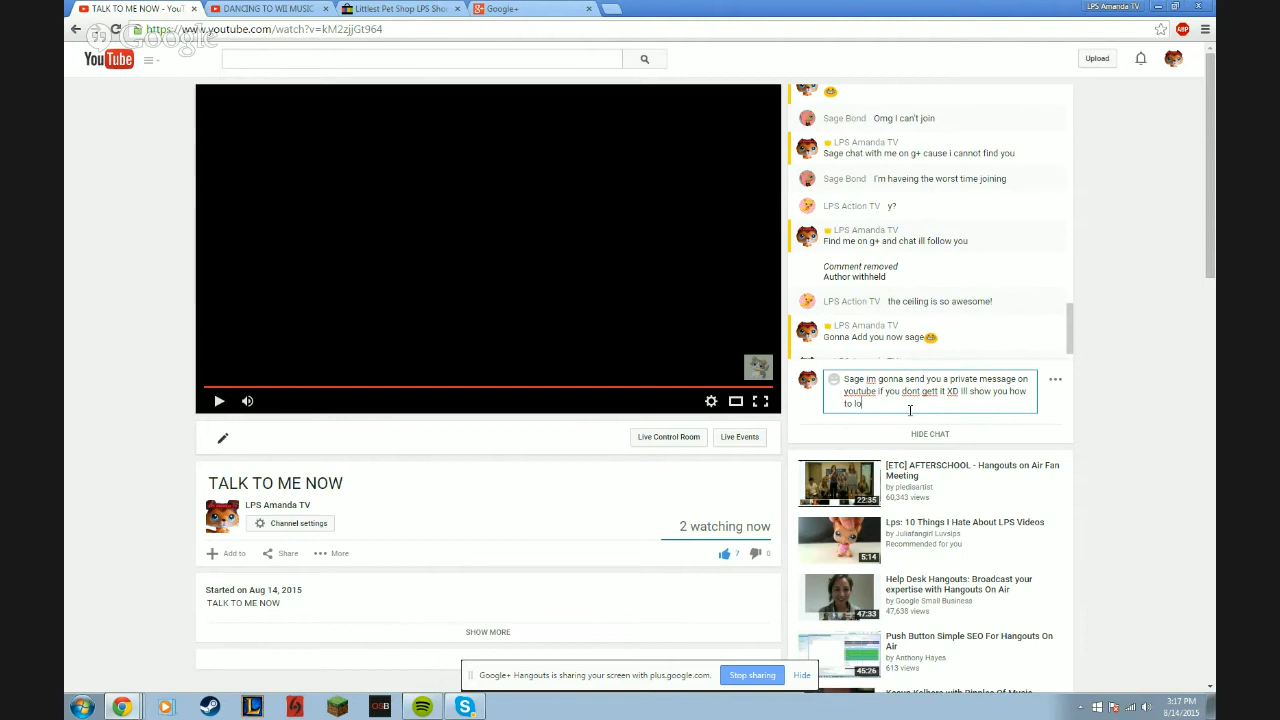 TALK TO ME NOW - YouT
DANCING TO WII MUSIC
Littlest Pet Shop LPS Shor
Google+
LPS Amanda TV
https://www.youtube.com/watch?v=kM2zjjGt964
Google
ABP
YouTube
Upload
Sage Bond Omg I can't join
LPS Amanda TV
Sage chat with me on g+ cause i cannot find you
Sage Bond I'm haveing the worst time joining
LPS Action TV y?
LPS Amanda TV
Find me on g+ and chat ill follow you
Comment removed
Author withheld
LPS Action TV the ceiling is so awesome!
LPS Amanda TV
Gonna Add you now sage
Sage im gonna send you a private message on
youtube if you dont gett it XD Ill show you how
to lo
HIDE CHAT
Live Control Room
Live Events
TALK TO ME NOW
LPS Amanda TV
Channel settings
2 watching now
Add to
Share
More
7
0
Started on Aug 14, 2015
TALK TO ME NOW
SHOW MORE
[ETC] AFTERSCHOOL - Hangouts on Air Fan
Meeting
by pledisartist
60,343 views
22:35
Lps: 10 Things I Hate About LPS Videos
by Juliafangirl Luvsips
Recommended for you
5:14
Help Desk Hangouts: Broadcast your
expertise with Hangouts On Air
by Google Small Business
47,638 views
47:33
Push Button Simple SEO For Hangouts On
Air
by Anthony Hayes
613 views
45:26
Google+ Hangouts is sharing your screen with plus.google.com.
Stop sharing
Hide
OSB
3:17 PM
8/14/2015